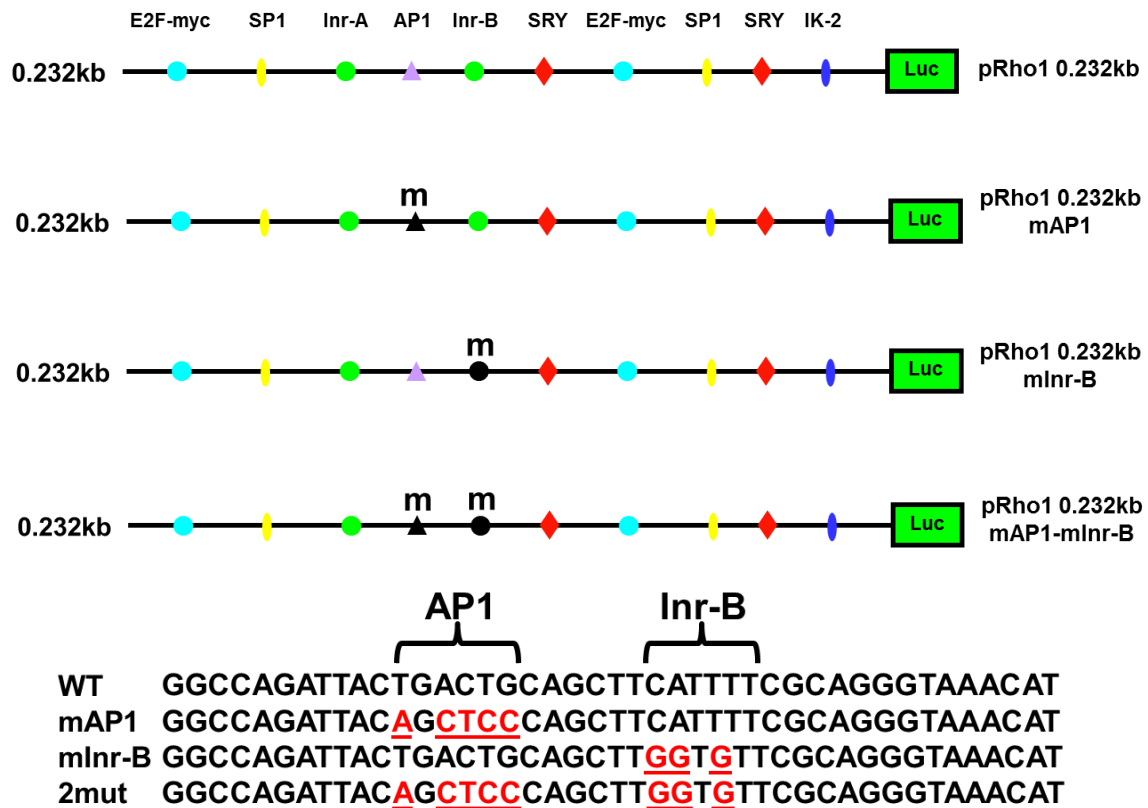 E2F-myc SP1 Inr-A AP1 Inr-B SRY E2F-myc SP1 SRY IK-2
0.232kb Luc pRho1 0.232kb
m
0.232kb Luc pRho1 0.232kb
mAP1
m
0.232kb Luc pRho1 0.232kb
mInr-B
m m
0.232kb Luc pRho1 0.232kb
mAP1-mInr-B
AP1 Inr-B
WT GGCCAGATTACTGACTGCAGCTTCATTTTCGCAGGGTAAACAT
mAP1 GGCCAGATTACAGCTCCCAGCTTCATTTTCGCAGGGTAAACAT
mInr-B GGCCAGATTACTGACTGCAGCTTGGTGTTCGCAGGGTAAACAT
2mut GGCCAGATTACAGCTCCCAGCTTGGTGTTCGCAGGGTAAACAT